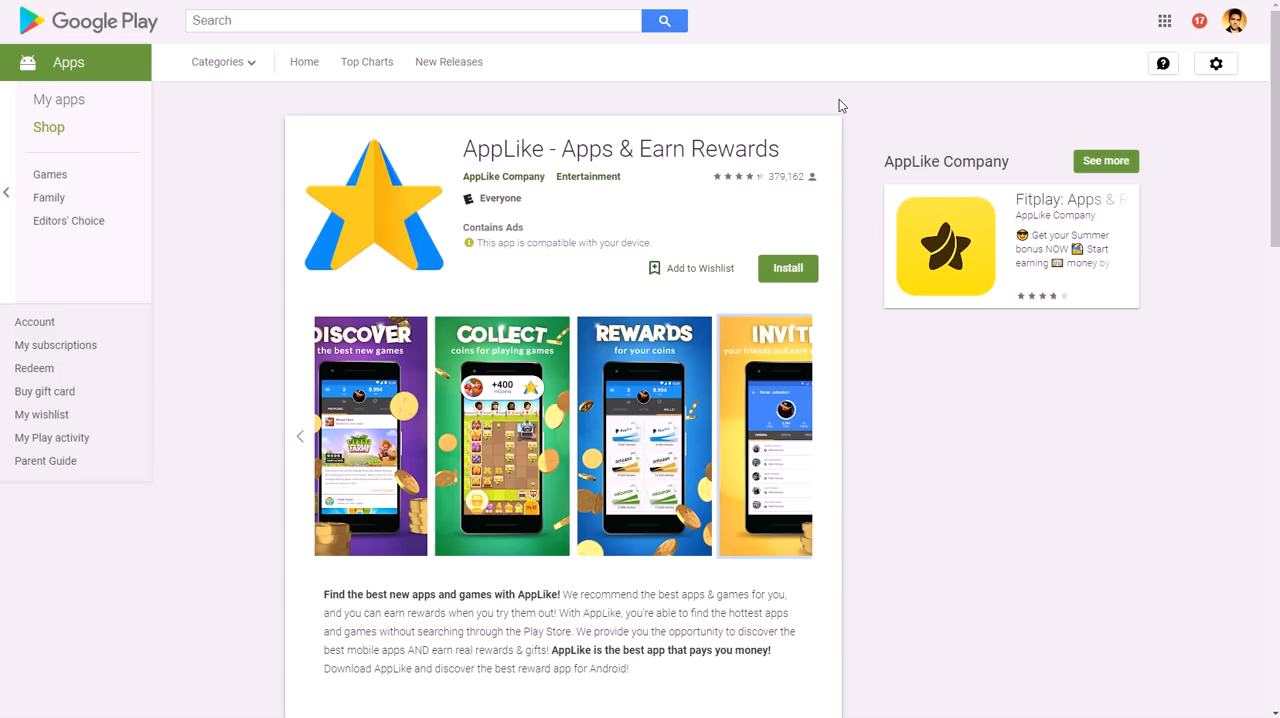 Google Play
Search
17
Apps
Categories
Home
Top Charts
New Releases
My apps
Shop
Games
Family
Editors' Choice
Account
My subscriptions
Redeem
Buy gift card
My wishlist
My Play activity
Parent Guide
AppLike - Apps & Earn Rewards
AppLike Company Entertainment
379,162
Everyone
Contains Ads
This app is compatible with your device.
Add to Wishlist
Install
DISCOVER
the best new games
COLLECT
coins for playing games
+400
REWARDS
for your coins
PayPal
PayPal
INVIT
your friends and earn
Find the best new apps and games with AppLike! We recommend the best apps & games for you,
and you can earn rewards when you try them out! With AppLike, you're able to find the hottest apps
and games without searching through the Play Store. We provide you the opportunity to discover the
best mobile apps AND earn real rewards & gifts! AppLike is the best app that pays you money!
Download AppLike and discover the best reward app for Android!
AppLike Company
See more
Fitplay: Apps & R
AppLike Company
Get your Summer
bonus NOW Start
earning money by